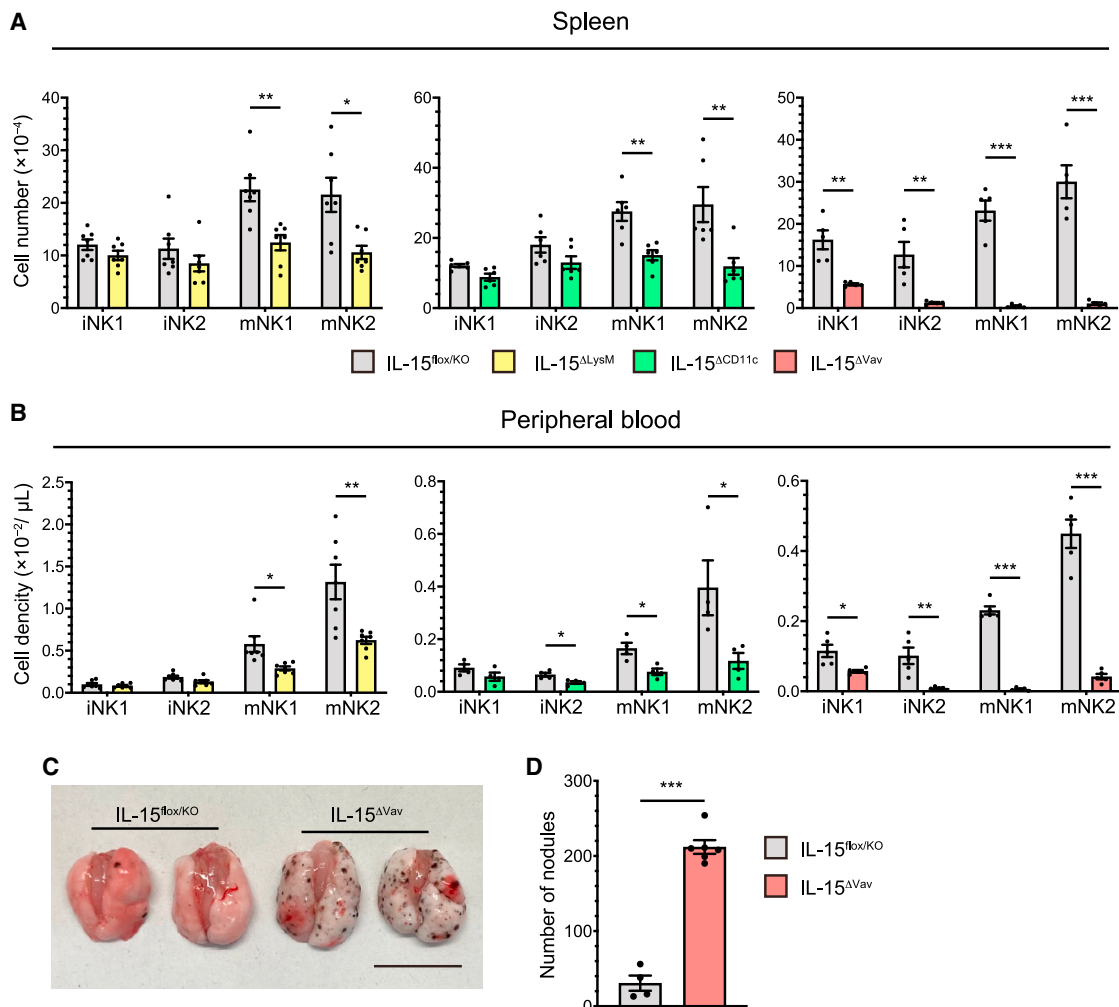 A
Spleen
Cell number (×10⁻⁴)
40
30
20
10
0
** *
iNK1 iNK2 mNK1 mNK2
60
40
20
0
** **
iNK1 iNK2 mNK1 mNK2
50
40
30
20
10
0
** ** *** ***
iNK1 iNK2 mNK1 mNK2
IL-15flox/KO IL-15ΔLysM IL-15ΔCD11c IL-15ΔVav
B
Peripheral blood
Cell dencity (×10⁻²/ μL)
2.5
2.0
1.5
1.0
0.5
0.0
* **
iNK1 iNK2 mNK1 mNK2
0.8
0.6
0.4
0.2
0.0
* * *
iNK1 iNK2 mNK1 mNK2
0.6
0.4
0.2
0.0
* ** *** ***
iNK1 iNK2 mNK1 mNK2
C
IL-15flox/KO IL-15ΔVav
D
Number of nodules
300
200
100
0
***
IL-15flox/KO
IL-15ΔVav